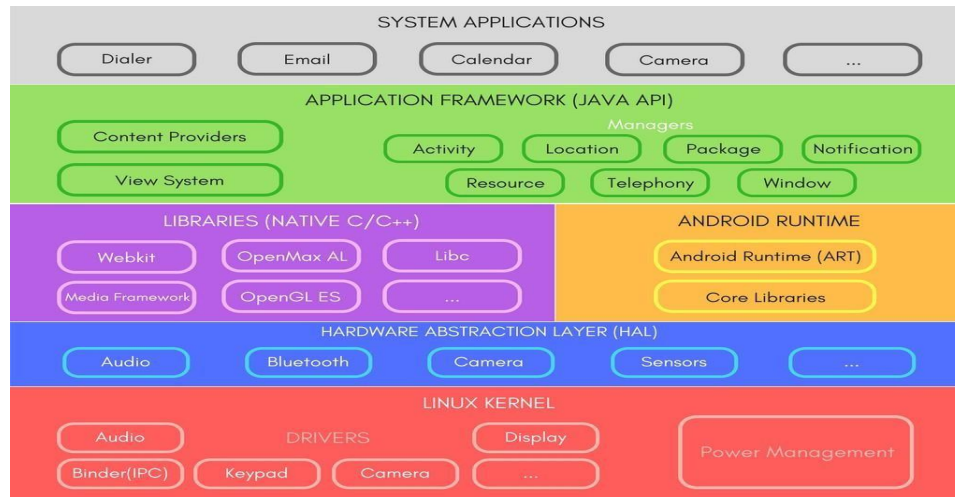 SYSTEM APPLICATIONS
Dialer Email Calendar Camera ...
APPLICATION FRAMEWORK (JAVA API)
Managers
Content Providers
Activity Location Package Notification
View System
Resource Telephony Window
LIBRARIES (NATIVE C/C++)
Webkit OpenMax AL Libc
Media Framework OpenGL ES ...
ANDROID RUNTIME
Android Runtime (ART)
Core Libraries
HARDWARE ABSTRACTION LAYER (HAL)
Audio Bluetooth Camera Sensors ...
LINUX KERNEL
Audio DRIVERS Display
Binder(IPC) Keypad Camera ...
Power Management